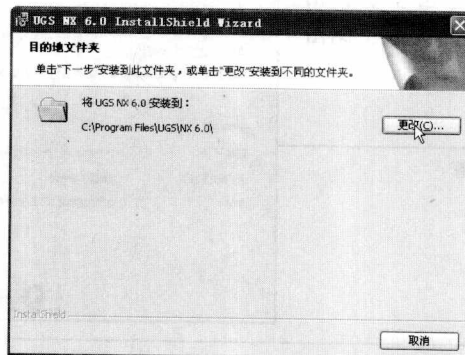 UGS NX 6.0 InstallShield Wizard
目的地文件夹
单击"下一步"安装到此文件夹，或单击"更改"安装到不同的文件夹。
将 UGS NX 6.0 安装到：
C:\Program Files\UGS\NX 6.0\
更改(C)...
InstallShield
取消